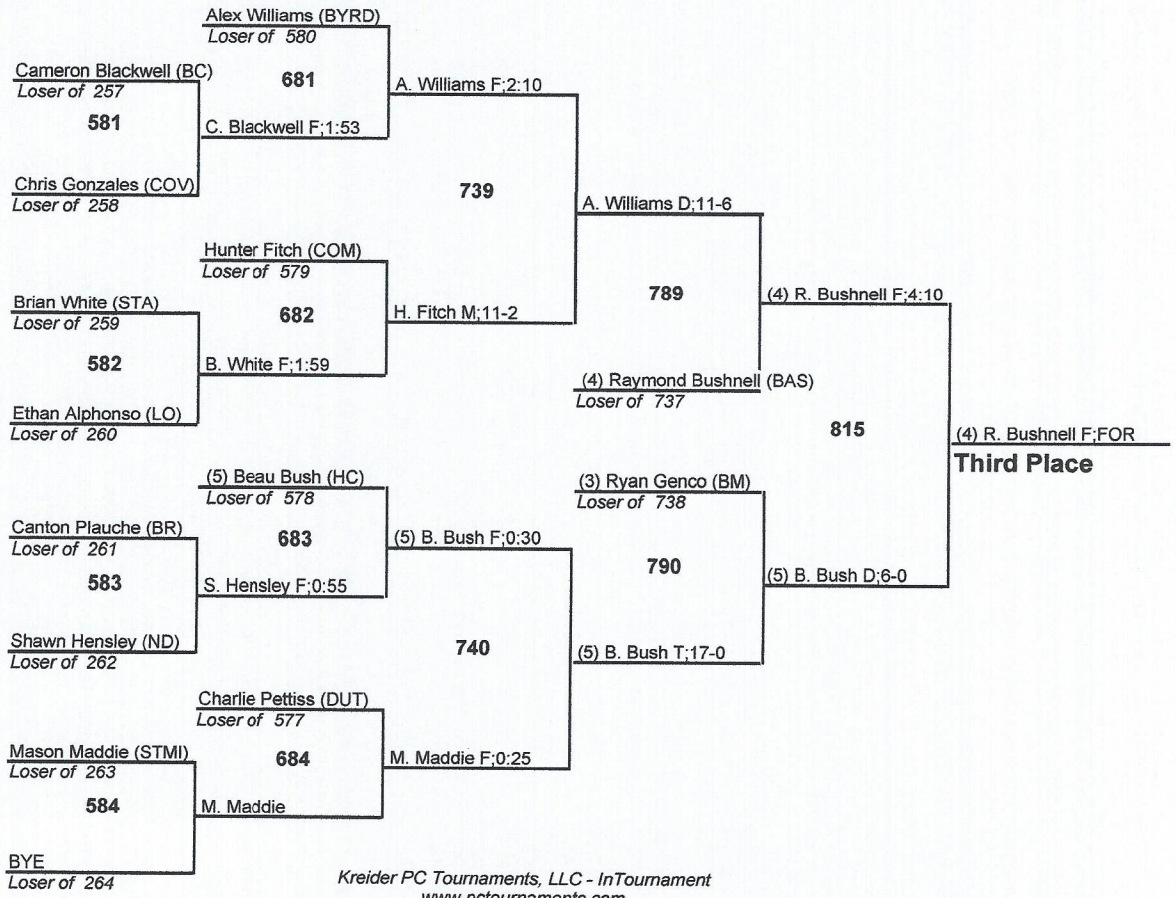 Alex Williams (BYRD)
Loser of 580
681
Cameron Blackwell (BC)
Loser of 257
581
C. Blackwell F;1:53
Chris Gonzales (COV)
Loser of 258
A. Williams F;2:10
739
Hunter Fitch (COM)
Loser of 579
682
Brian White (STA)
Loser of 259
582
B. White F;1:59
Ethan Alphonso (LO)
Loser of 260
H. Fitch M;11-2
A. Williams D;11-6
789
(4) Raymond Bushnell (BAS)
Loser of 737
(4) R. Bushnell F;4:10
815
(4) R. Bushnell F;FOR
Third Place
(5) Beau Bush (HC)
Loser of 578
683
Canton Plauche (BR)
Loser of 261
583
S. Hensley F;0:55
Shawn Hensley (ND)
Loser of 262
(5) B. Bush F;0:30
740
(3) Ryan Genco (BM)
Loser of 738
790
(5) B. Bush D;6-0
(5) B. Bush T;17-0
Charlie Pettiss (DUT)
Loser of 577
684
Mason Maddie (STMI)
Loser of 263
584
M. Maddie
BYE
Loser of 264
M. Maddie F;0:25
Kreider PC Tournaments, LLC - InTournament
www.pctournaments.com